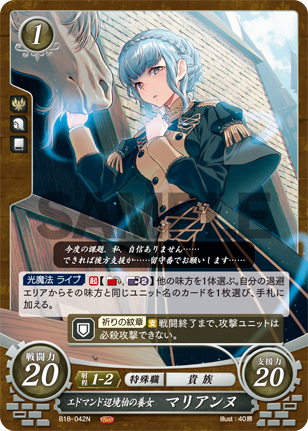 1
SAMPLE
今度の課題、私、自信ありません……
できれば後方支援か……留守番でお願いします……
光魔法 ライブ 起 他の味方を1体選ぶ。自分の退避
エリアからその味方と同じユニット名のカードを1枚選び、手札に
加える。
祈りの紋章 支 戦闘終了まで、攻撃ユニットは
必殺攻撃できない。
戦闘力
20
射程 1-2 特殊職 貴族
支援力
20
エドマンド辺境伯の養女 マリアンヌ
B18-042N
Illust:40原